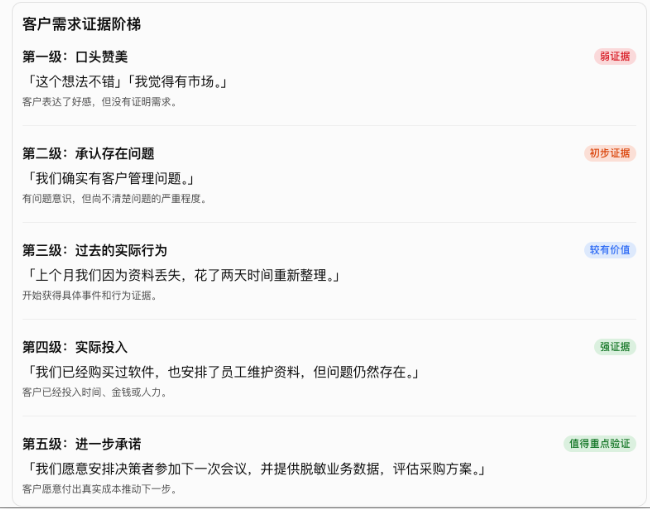 客户需求证据阶梯
第一级：口头赞美
弱证据
「这个想法不错」「我觉得有市场。」
客户表达了好感，但没有证明需求。
第二级：承认存在问题
初步证据
「我们确实有客户管理问题。」
有问题意识，但尚不清楚问题的严重程度。
第三级：过去的实际行为
较有价值
「上个月我们因为资料丢失，花了两天时间重新整理。」
开始获得具体事件和行为证据。
第四级：实际投入
强证据
「我们已经购买过软件，也安排了员工维护资料，但问题仍然存在。」
客户已经投入时间、金钱或人力。
第五级：进一步承诺
值得重点验证
「我们愿意安排决策者参加下一次会议，并提供脱敏业务数据，评估采购方案。」
客户愿意付出真实成本推动下一步。